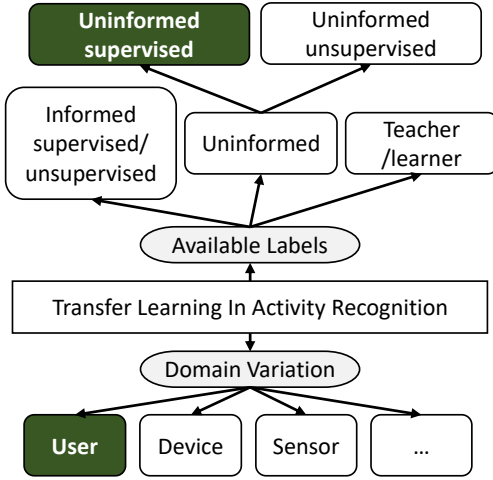 Uninformed
supervised
Uninformed
unsupervised
Informed
supervised/
unsupervised
Uninformed
Teacher
/learner
Available Labels
Transfer Learning In Activity Recognition
Domain Variation
User
Device
Sensor
...